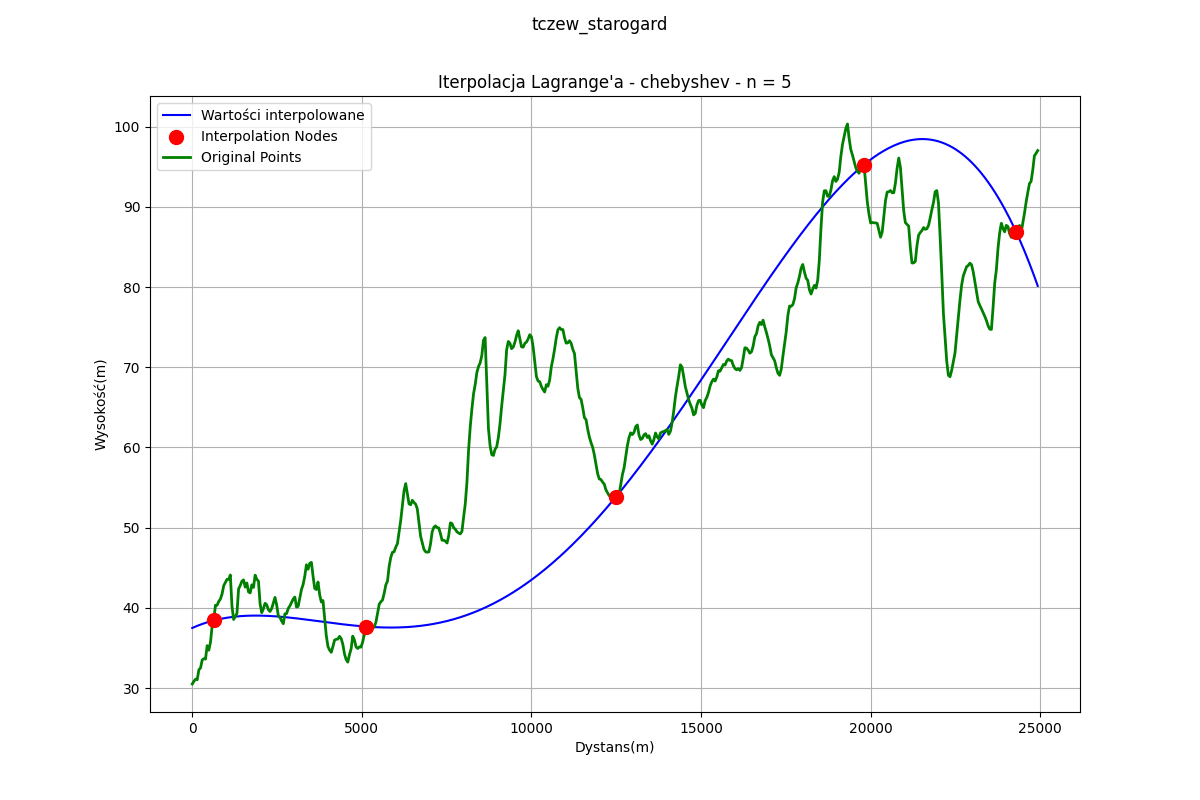 tczew_starogard
Iterpolacja Lagrange'a - chebyshev - n = 5
Wartości interpolowane
Interpolation Nodes
Original Points
Wysokość(m)
100
90
80
70
60
50
40
30
0
5000
10000
15000
20000
25000
Dystans(m)